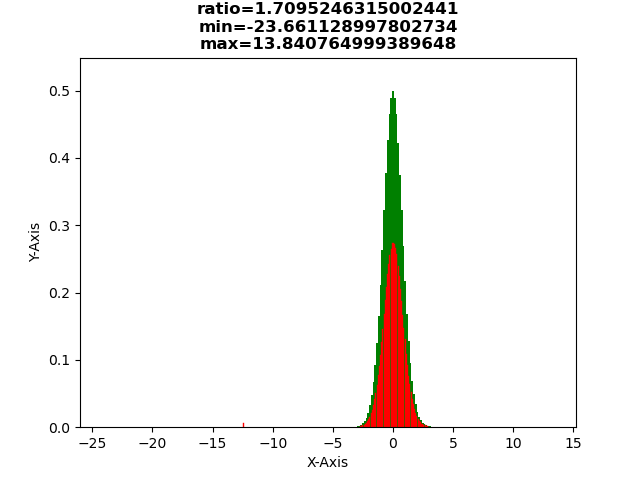 ratio=1.7095246315002441
min=-23.661128997802734
max=13.840764999389648
0.5
0.4
0.3
0.2
0.1
0.0
Y-Axis
−25 −20 −15 −10 −5 0 5 10 15
X-Axis